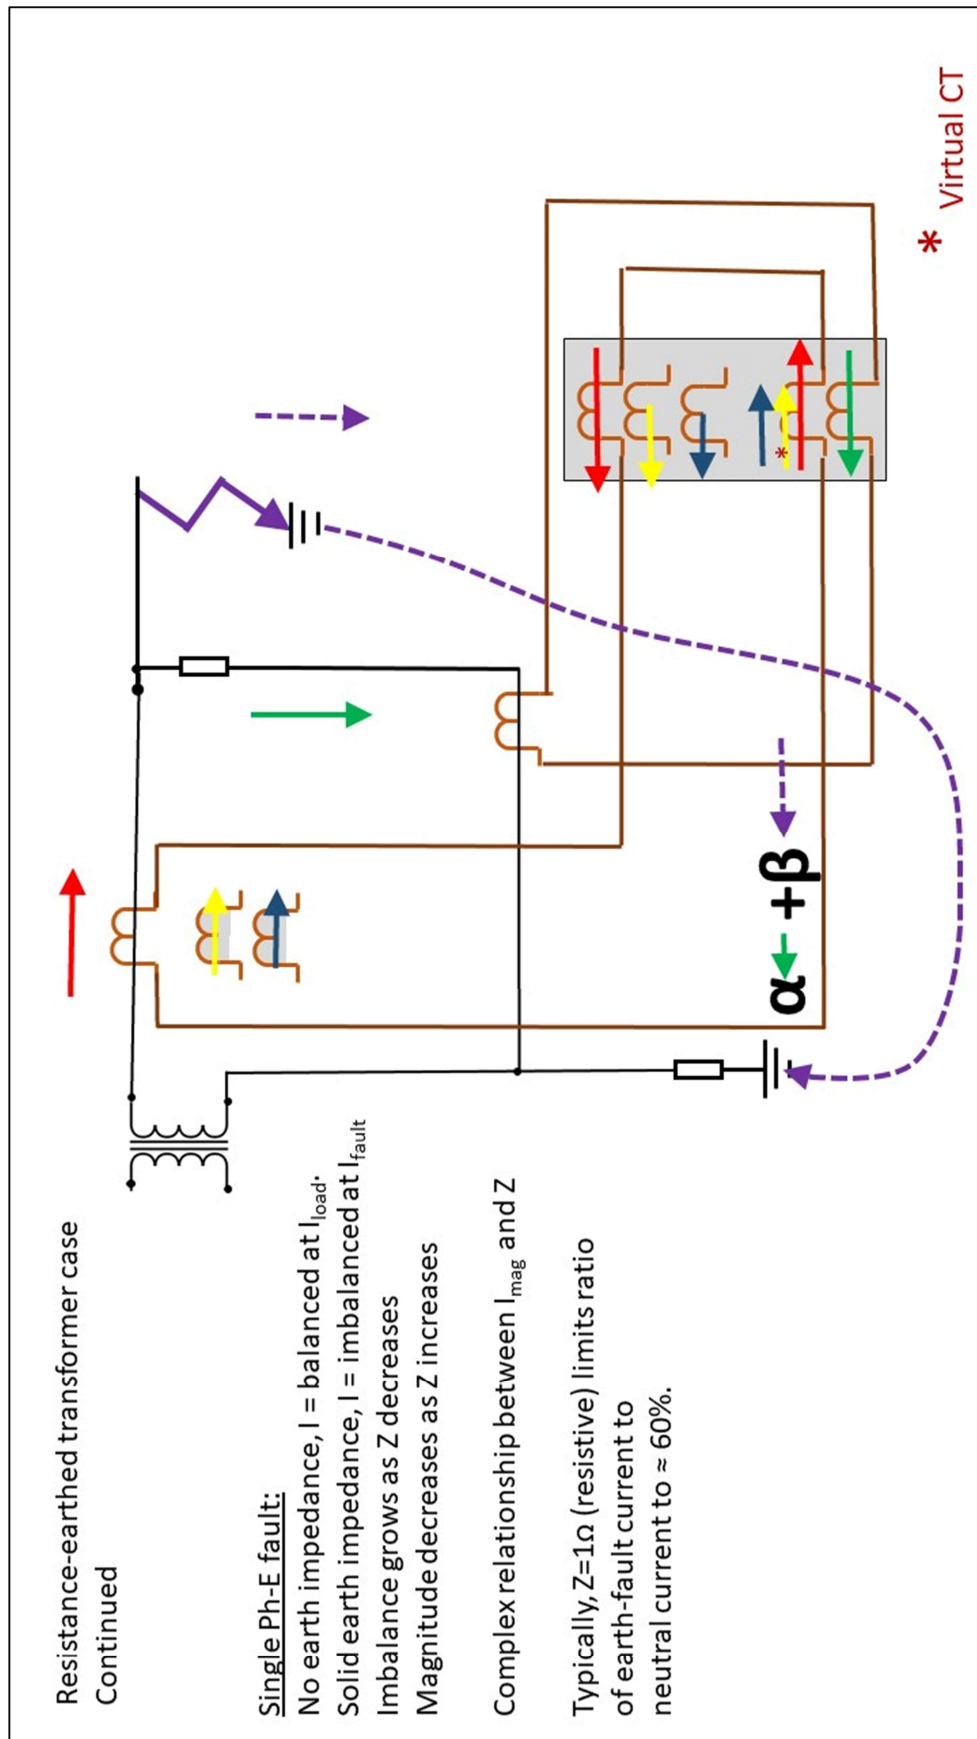 Resistance-earthed transformer case
Continued
Single Ph-E fault:
No earth impedance, I = balanced at Iload.
Solid earth impedance, I = imbalanced at Ifault
Imbalance grows as Z decreases
Magnitude decreases as Z increases
Complex relationship between Imag and Z
Typically, Z=1Ω (resistive) limits ratio
of earth-fault current to
neutral current to ≈ 60%.
α +β
*
* Virtual CT